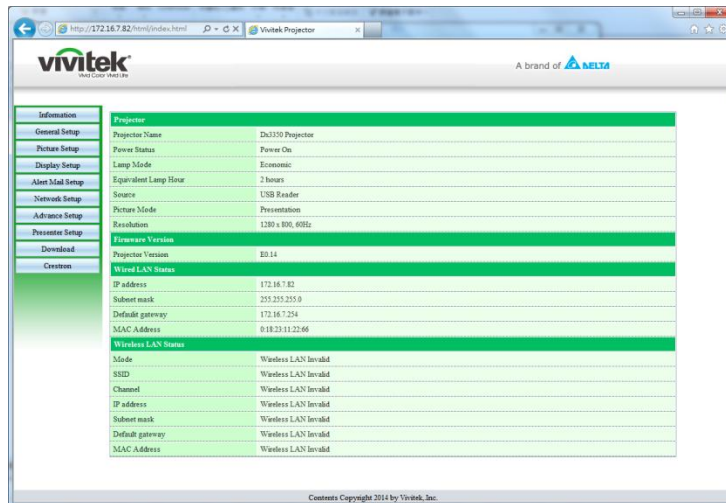 http://172.16.7.82/html/index.html
Vivitek Projector
vivitek
Vivid Color Vivid Life
A brand of DELTA
Information
General Setup
Picture Setup
Display Setup
Alert Mail Setup
Network Setup
Advance Setup
Presenter Setup
Download
Crestron
Projector
Projector Name Dx3350 Projector
Power Status Power On
Lamp Mode Economic
Equivalent Lamp Hour 2 hours
Source USB Reader
Picture Mode Presentation
Resolution 1280 x 800, 60Hz
Firmware Version
Projector Version E0.14
Wired LAN Status
IP address 172.16.7.82
Subnet mask 255.255.255.0
Default gateway 172.16.7.254
MAC Address 0:18:23:11:22:66
Wireless LAN Status
Mode Wireless LAN Invalid
SSID Wireless LAN Invalid
Channel Wireless LAN Invalid
IP address Wireless LAN Invalid
Subnet mask Wireless LAN Invalid
Default gateway Wireless LAN Invalid
MAC Address Wireless LAN Invalid
Contents Copyright 2014 by Vivitek, Inc.